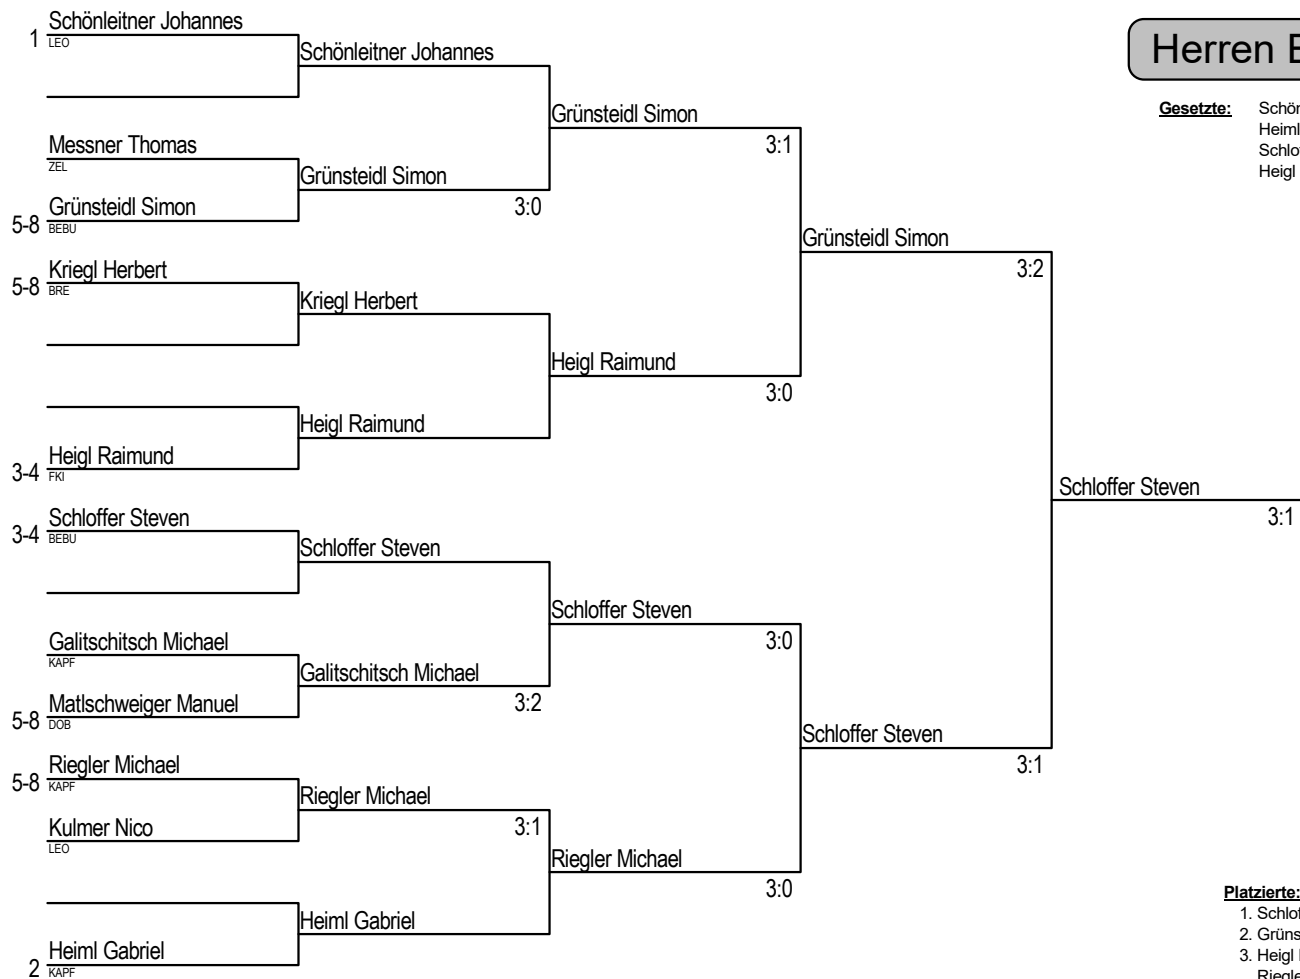 Schönleitner Johannes
1 LEO
Schönleitner Johannes
Messner Thomas
ZEL
Grünsteidl Simon
3:0
Grünsteidl Simon
5-8 BEBU
Grünsteidl Simon
3:1
Kriegl Herbert
5-8 BRE
Kriegl Herbert
Heigl Raimund
3:0
Heigl Raimund
Heigl Raimund
3-4 FKI
Grünsteidl Simon
3:2
Schloffer Steven
3-4 BEBU
Schloffer Steven
Schloffer Steven
3:0
Galitschitsch Michael
KAPF
Galitschitsch Michael
3:2
Matlschweiger Manuel
5-8 DOB
Schloffer Steven
3:1
Riegler Michael
5-8 KAPF
Riegler Michael
3:1
Kulmer Nico
LEO
Riegler Michael
3:0
Heiml Gabriel
Heiml Gabriel
2 KAPF
Schloffer Steven
3:1
Herren
Gesetzte:
Heiml
Heigl
Platzierte:
1.
2.
3. Heigl